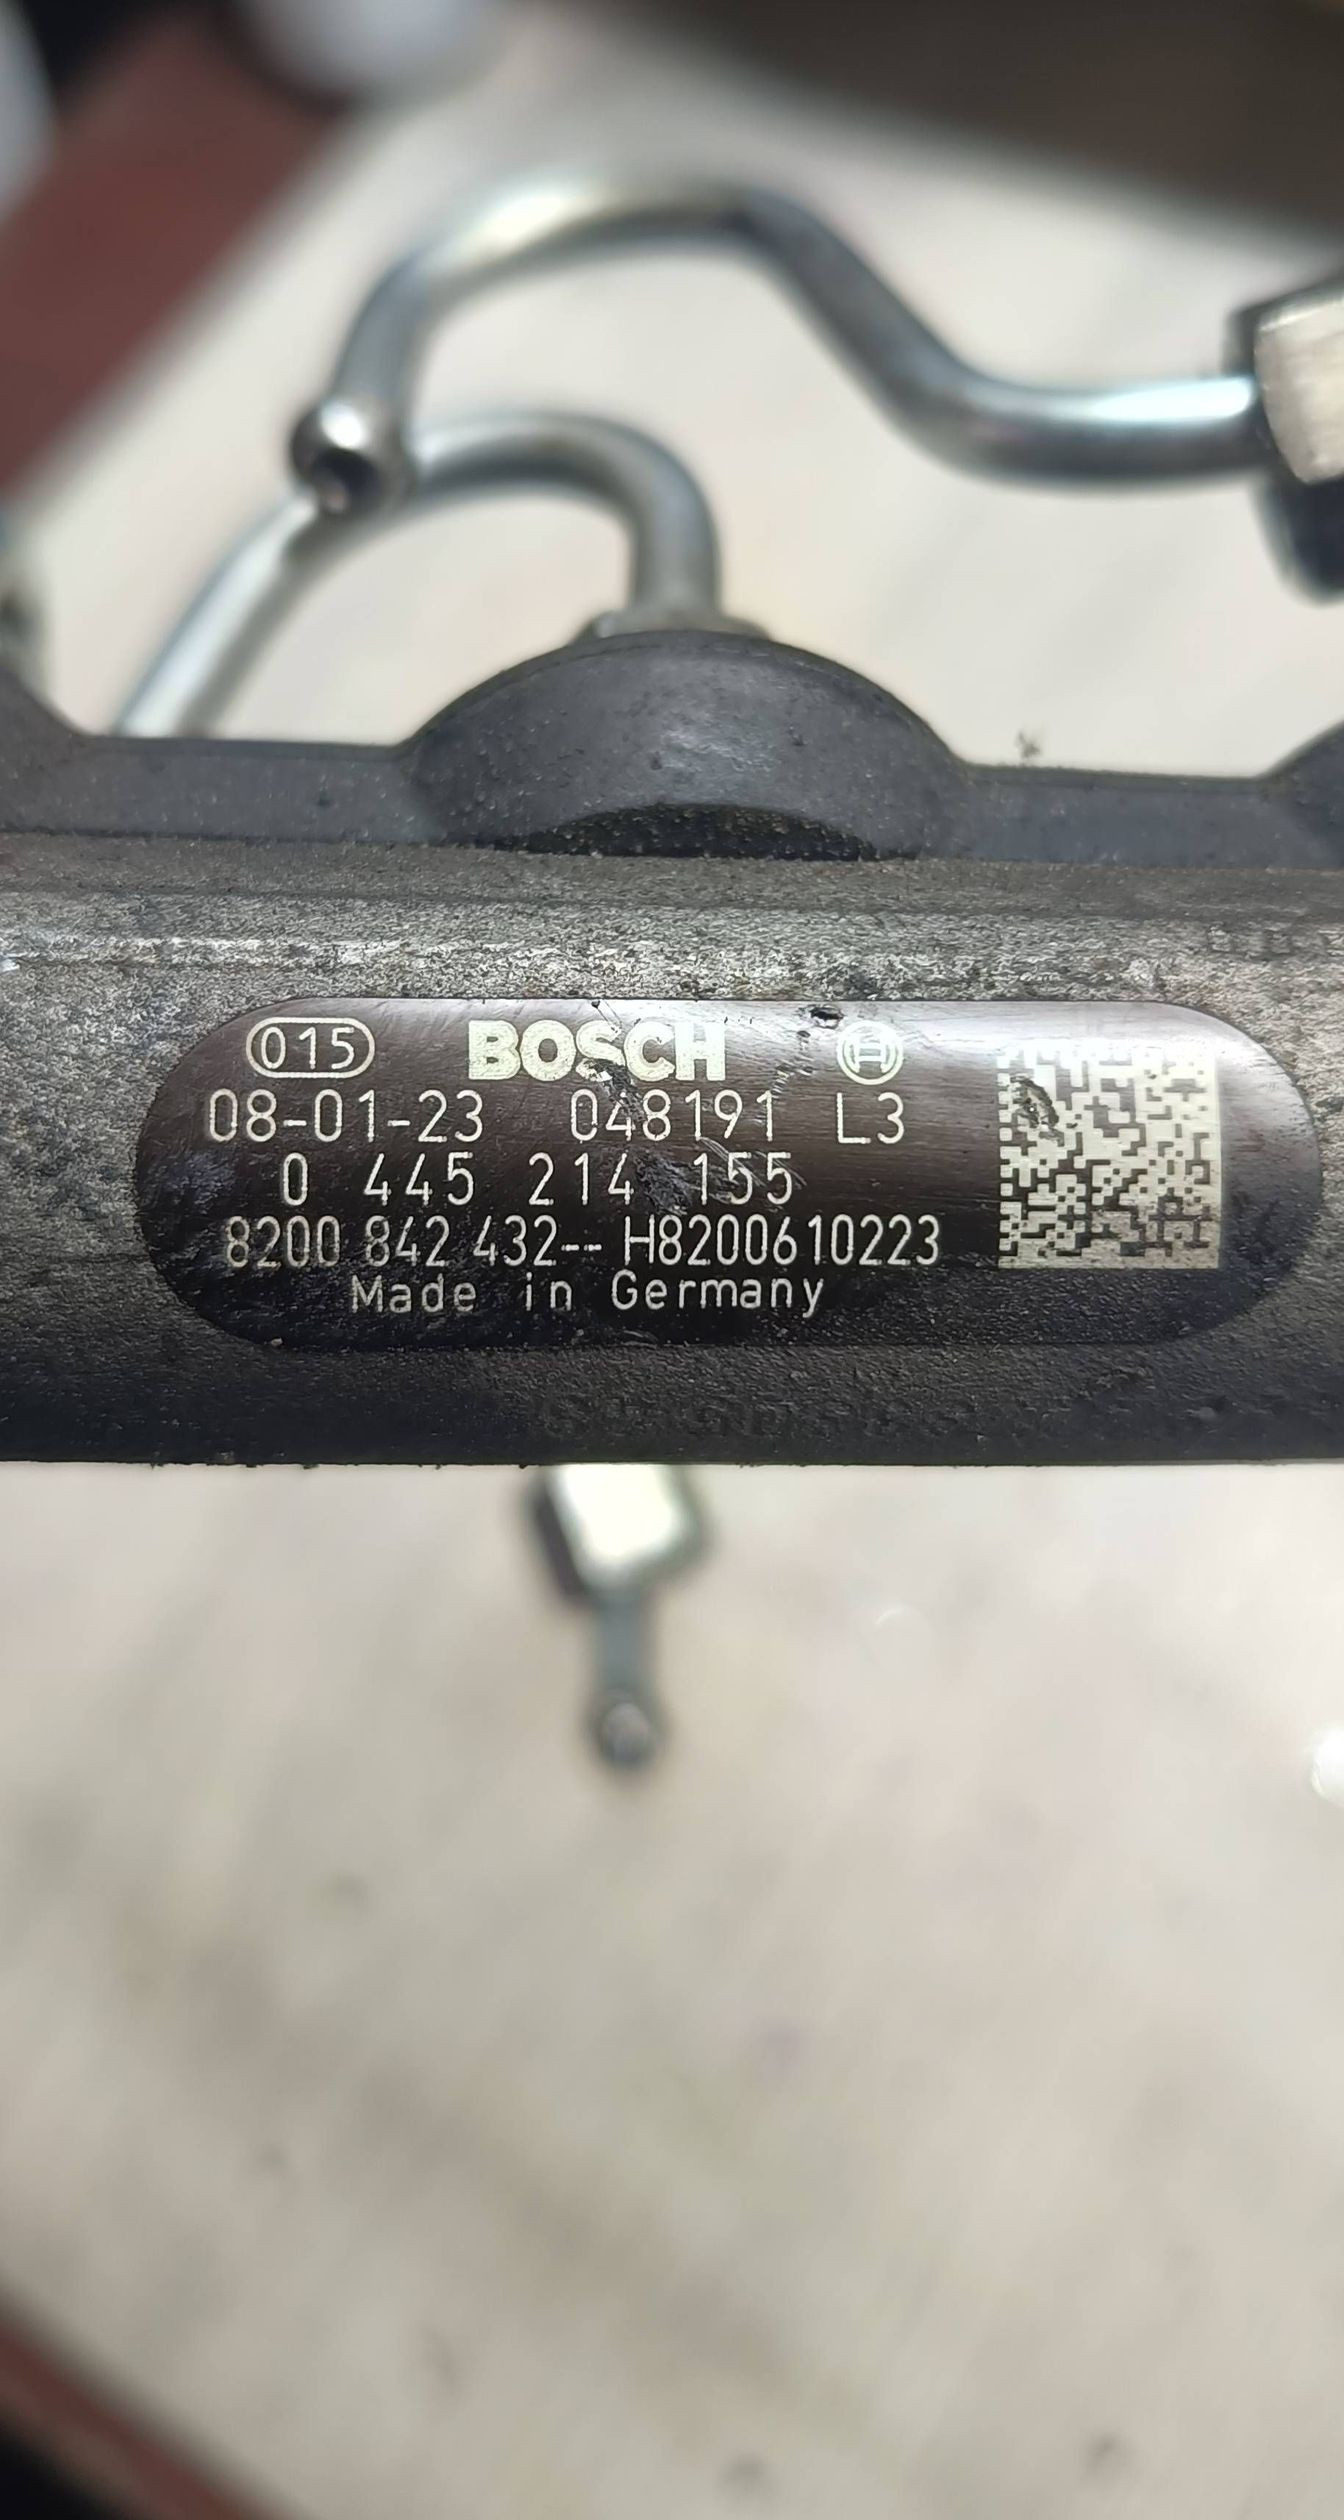 015 BOSCH
08-01-23 048191 L3
0 445 214 155
8200 842 432-- H8200610223
Made in Germany